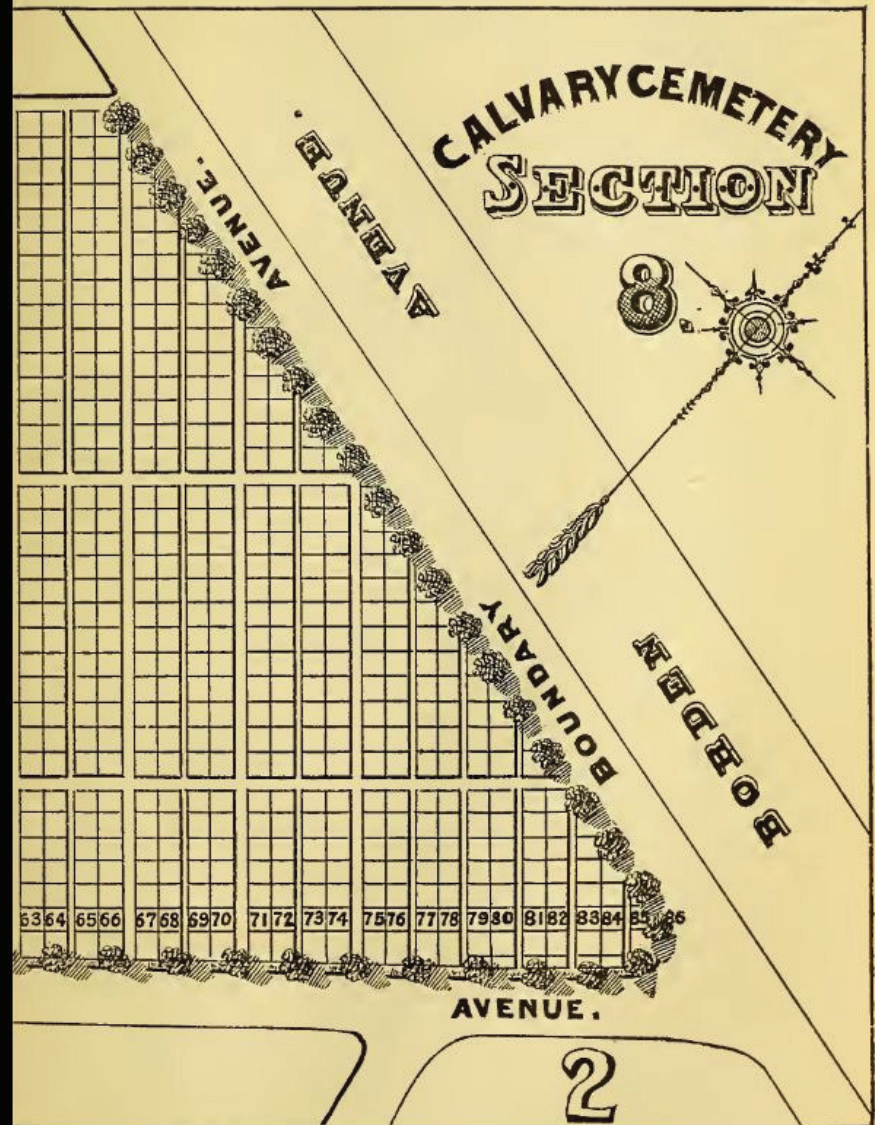 CALVARY CEMETERY
SECTION
8.
BORDEN AVENUE.
BOUNDARY AVENUE.
63 64 65 66 67 68 69 70 71 72 73 74 75 76 77 78 79 80 81 82 83 84 85 86
AVENUE.
2